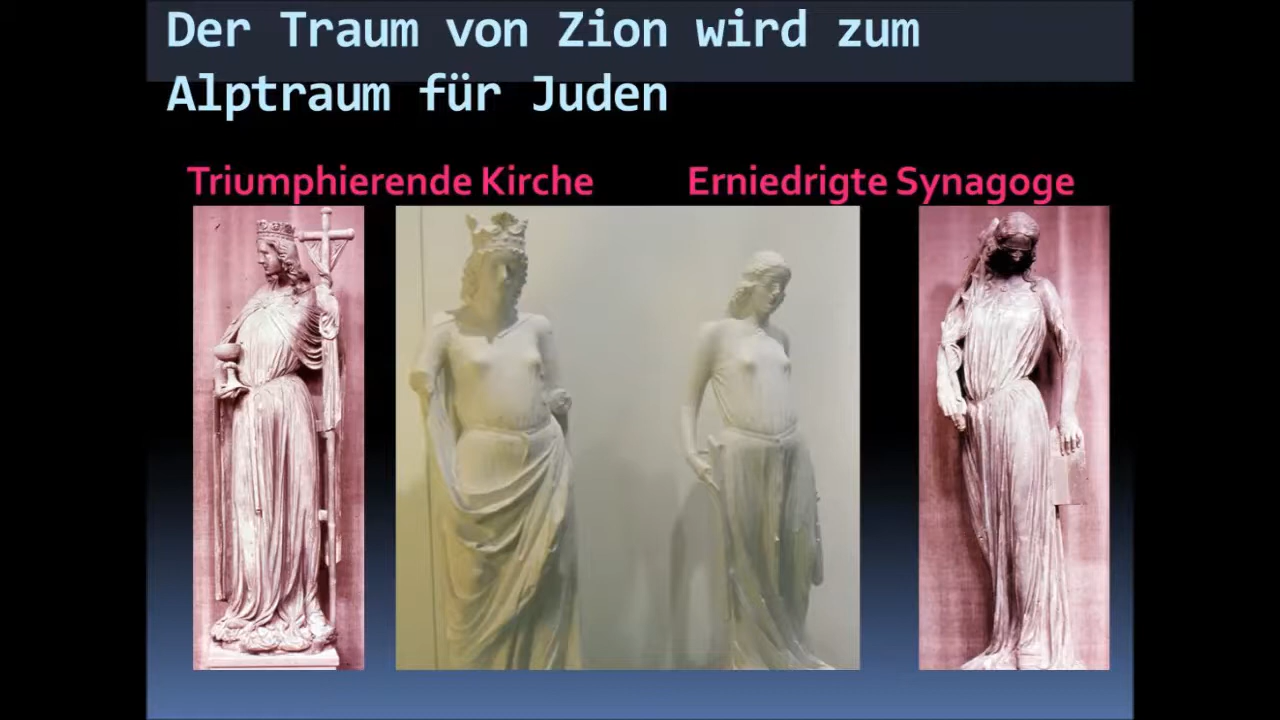 Der Traum von Zion wird zum
Alptraum für Juden
Triumphierende Kirche
Erniedrigte Synagoge